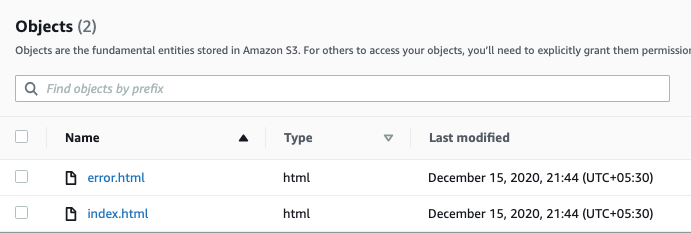 Objects (2)
Objects are the fundamental entities stored in Amazon S3. For others to access your objects, you'll need to explicitly grant them
Find objects by prefix
Name Type Last modified
error.html html December 15, 2020, 21:44 (UTC+05:30)
index.html html December 15, 2020, 21:44 (UTC+05:30)